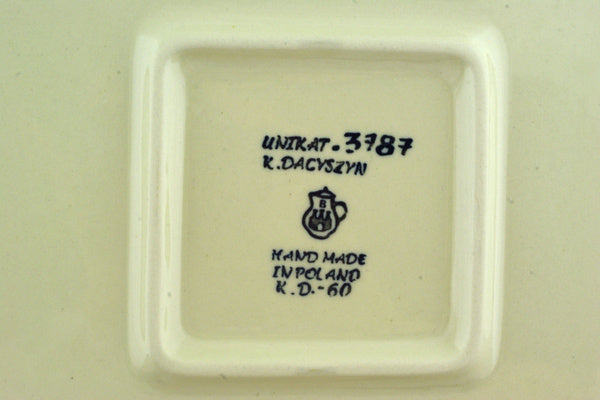 UNIKAT.3787
K.DACYSZYN
B
HAND MADE
IN POLAND
K.D.-60